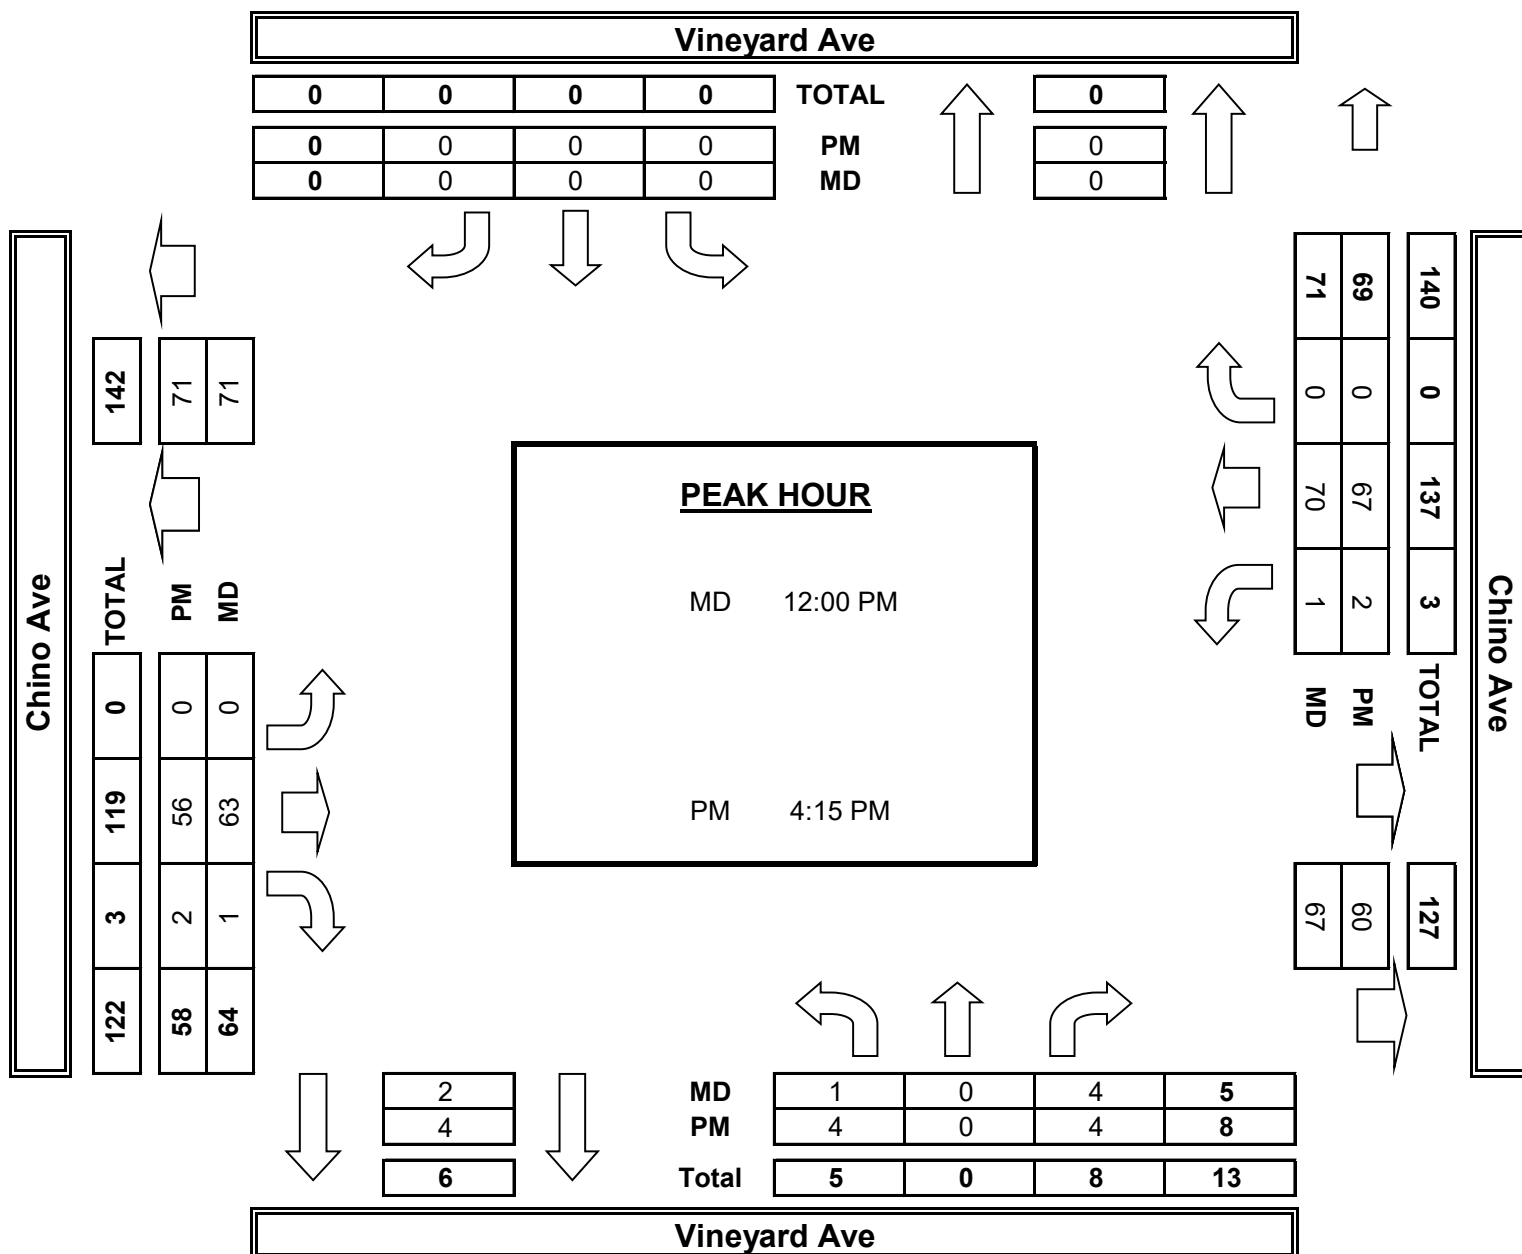 Vineyard Ave
0 0 0 0 TOTAL 0
0 0 0 0 PM 0
0 0 0 0 MD 0
Chino Ave
142 71 71
TOTAL PM MD
0 0 0
119 56 63
3 2 1
122 58 64
PEAK HOUR
MD 12:00 PM
PM 4:15 PM
71 69 140
0 0 0
70 67 137
1 2 3
MD PM TOTAL
67 60 127
Chino Ave
2 MD 1 0 4 5
4 PM 4 0 4 8
6 Total 5 0 8 13
Vineyard Ave